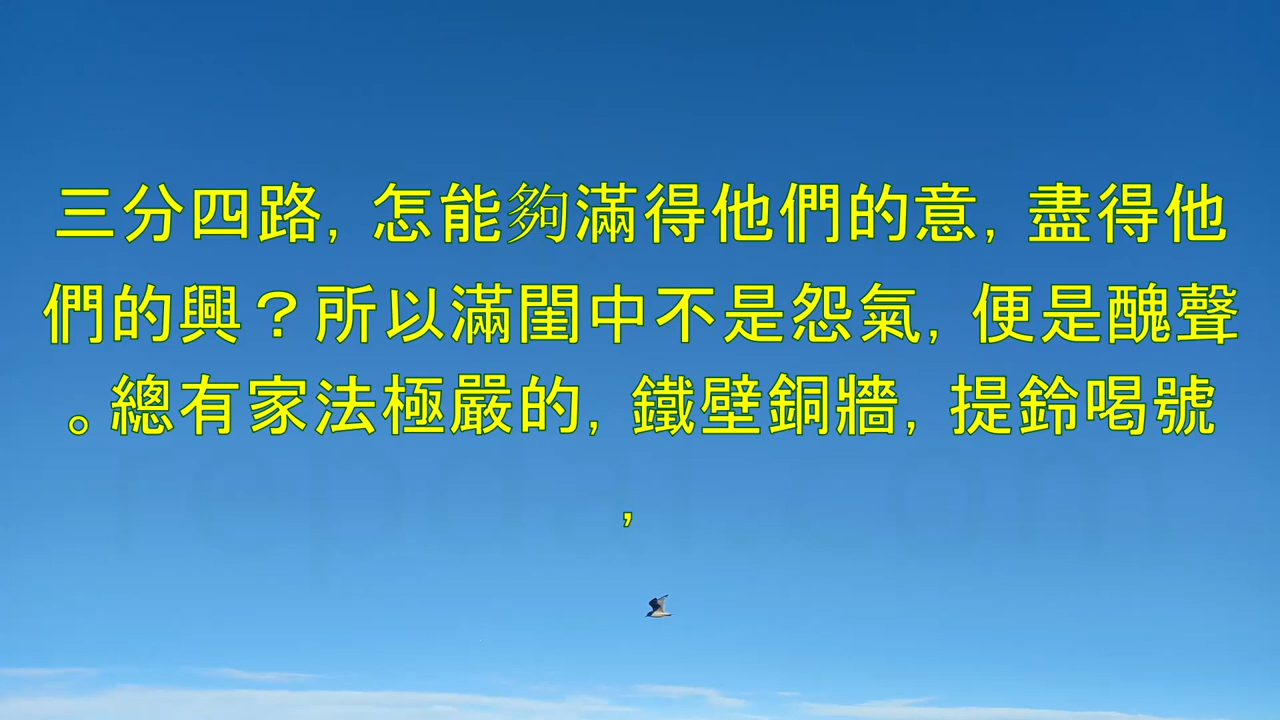 三分四路，怎能夠滿得他們的意，盡得他
們的興？所以滿閨中不是怨氣，便是醜聲
。總有家法極嚴的，鐵壁銅牆，提鈴喝號
，